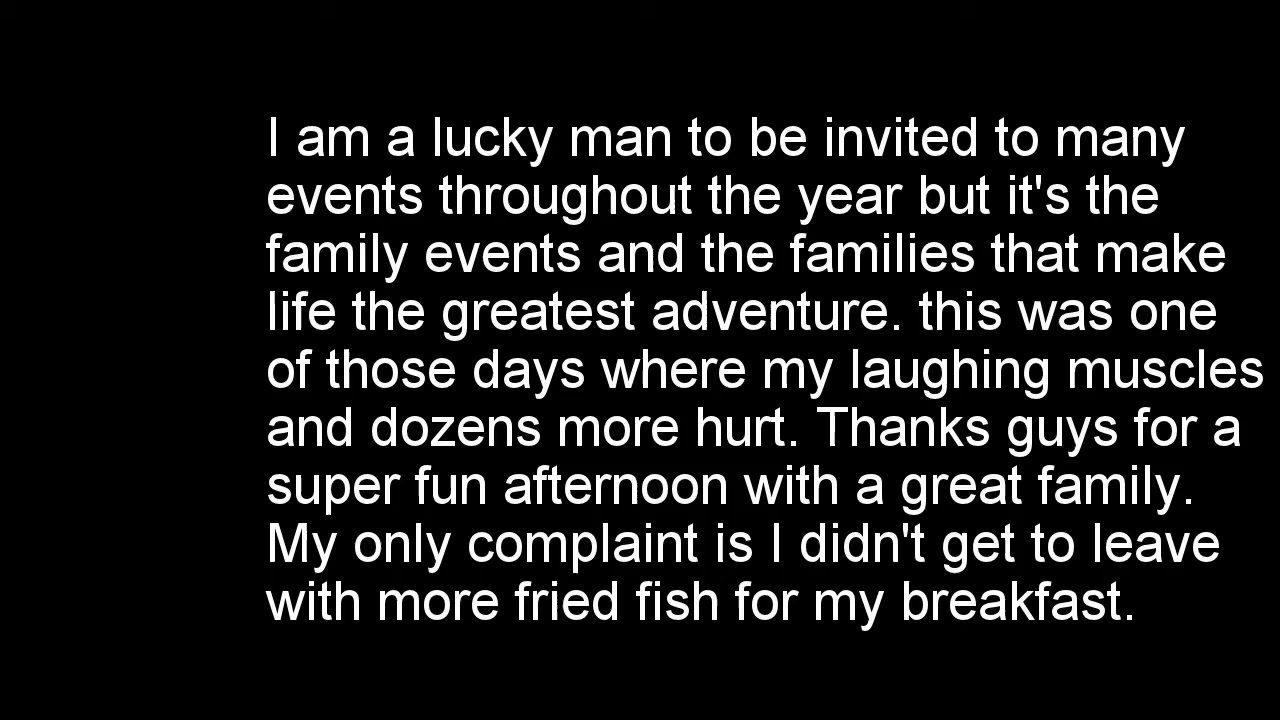 I am a lucky man to be invited to many
events throughout the year but it's the
family events and the families that make
life the greatest adventure. this was one
of those days where my laughing muscles
and dozens more hurt. Thanks guys for a
super fun afternoon with a great family.
My only complaint is I didn't get to leave
with more fried fish for my breakfast.